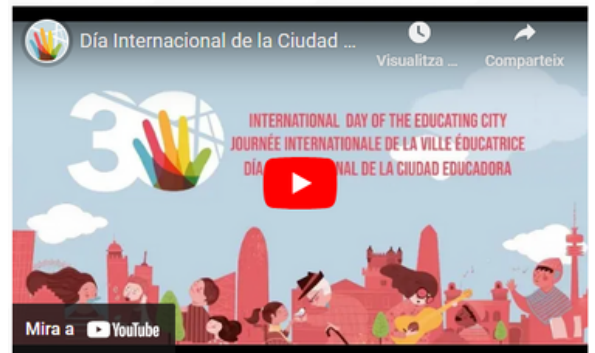 Día Internacional de la Ciudad ...
Visualitza ...
Comparteix
30
INTERNATIONAL DAY OF THE EDUCATING CITY
JOURNÉE INTERNATIONALE DE LA VILLE ÉDUCATRICE
DÍA NAL DE LA CIUDAD EDUCADORA
Mira a YouTube